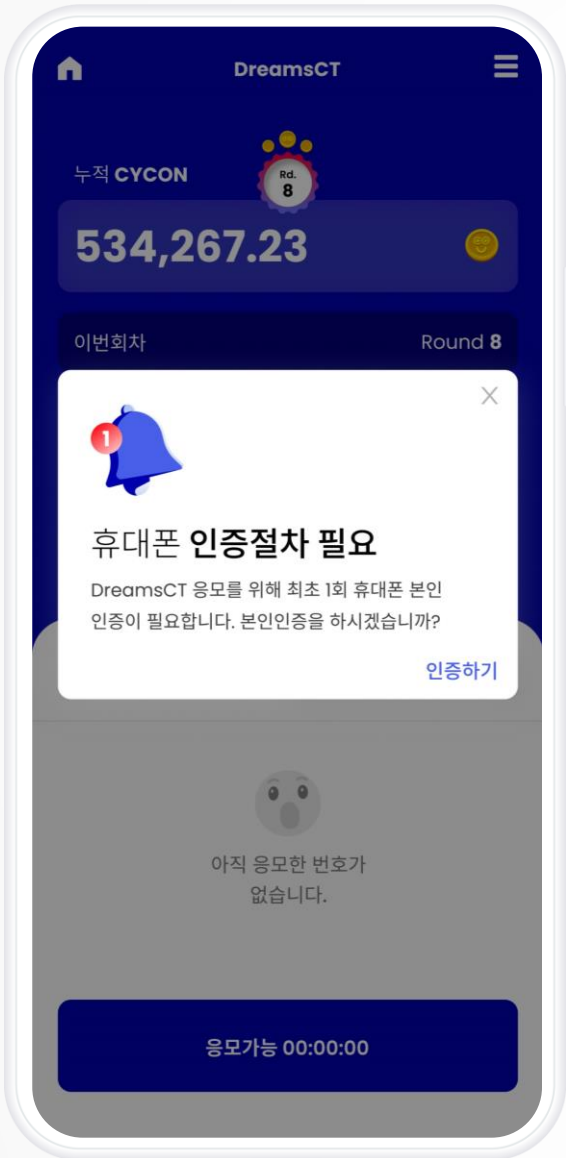 DreamsCT
누적 CYCON
Rd.
8
534,267.23
이번회차 Round 8
1
휴대폰 인증절차 필요
DreamsCT 응모를 위해 최초 1회 휴대폰 본인
인증이 필요합니다. 본인인증을 하시겠습니까?
인증하기
아직 응모한 번호가
없습니다.
응모가능 00:00:00